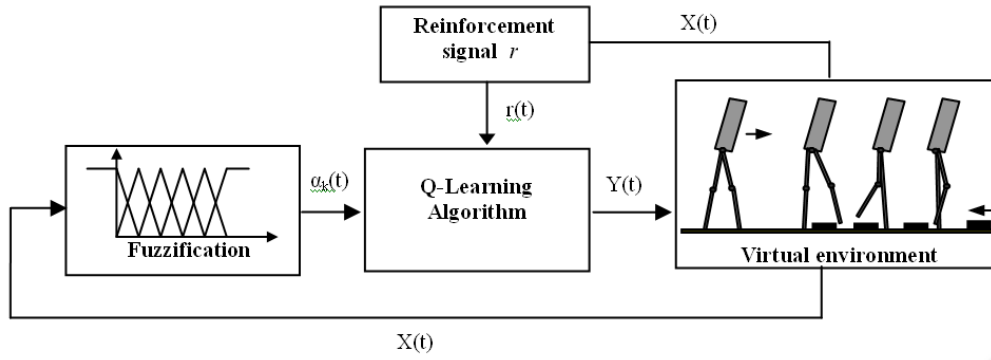 Reinforcement
signal r
X(t)
r(t)
Fuzzification
αk(t)
Q-Learning
Algorithm
Y(t)
Virtual environment
X(t)